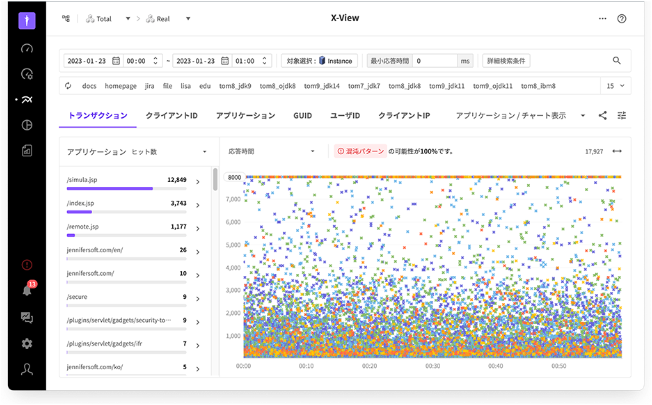 Total Real X-View
2023-01-23 00:00 ~ 2023-01-23 01:00 対象選択 : Instance 最小応答時間 0 ms 詳細検索条件
docs homepage jira file lisa edu tom8_jdk9 tom8_ojdk8 tom9_jdk14 tom7_jdk7 tom8_jdk8 tom9_jdk11 tom9_ojdk11 tom8_ibm8 15
トランザクション クライアントID アプリケーション GUID ユーザID クライアントIP アプリケーション / チャート表示
アプリケーション ヒット数
/simula.jsp 12,849
/index.jsp 3,743
/remote.jsp 1,177
jennifersoft.com/en/ 26
jennifersoft.com/ 10
/secure 9
/plugins/servlet/gadgets/security-to··· 9
/plugins/servlet/gadgets/ifr 7
jennifersoft.com/ko/ 5
応答時間 混沌パターン の可能性が100%です。 17,927
8000
7,000
6,000
5,000
4,000
3,000
2,000
1,000
00:00 00:10 00:20 00:30 00:40 00:50
13